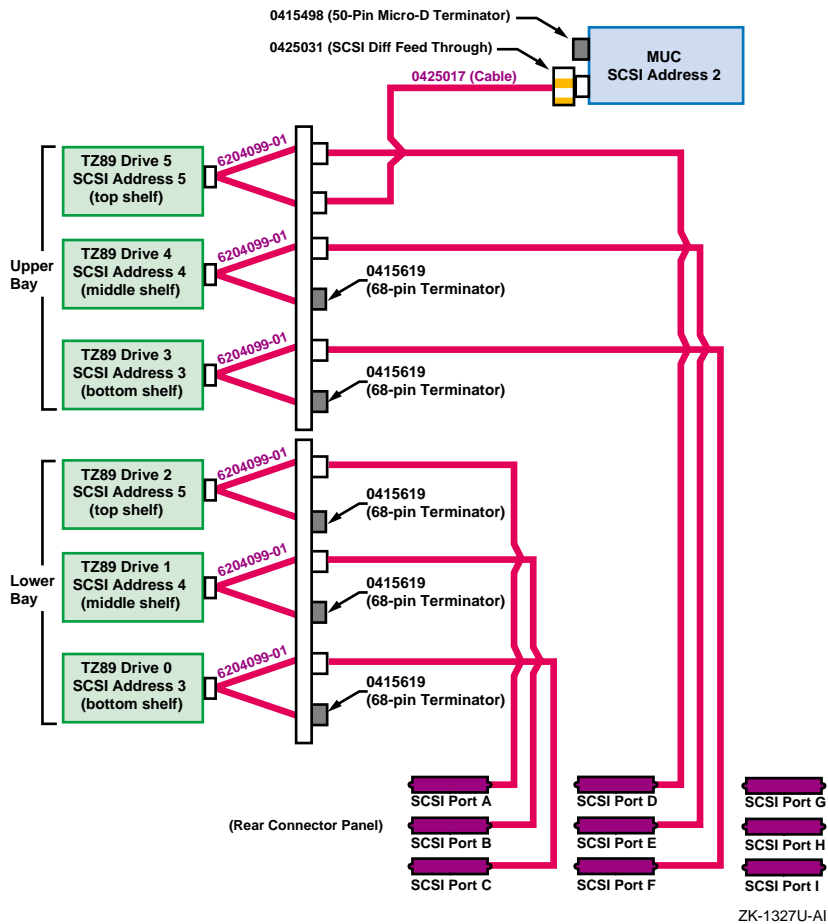 0415498 (50-Pin Micro-D Terminator)
0425031 (SCSI Diff Feed Through)
0425017 (Cable)
MUC
SCSI Address 2
Upper
Bay
TZ89 Drive 5
SCSI Address 5
(top shelf)
6204099-01
TZ89 Drive 4
SCSI Address 4
(middle shelf)
6204099-01
0415619
(68-pin Terminator)
TZ89 Drive 3
SCSI Address 3
(bottom shelf)
6204099-01
0415619
(68-pin Terminator)
Lower
Bay
TZ89 Drive 2
SCSI Address 5
(top shelf)
6204099-01
0415619
(68-pin Terminator)
TZ89 Drive 1
SCSI Address 4
(middle shelf)
6204099-01
0415619
(68-pin Terminator)
TZ89 Drive 0
SCSI Address 3
(bottom shelf)
6204099-01
0415619
(68-pin Terminator)
(Rear Connector Panel)
SCSI Port A
SCSI Port B
SCSI Port C
SCSI Port D
SCSI Port E
SCSI Port F
SCSI Port G
SCSI Port H
SCSI Port I
ZK-1327U-AI